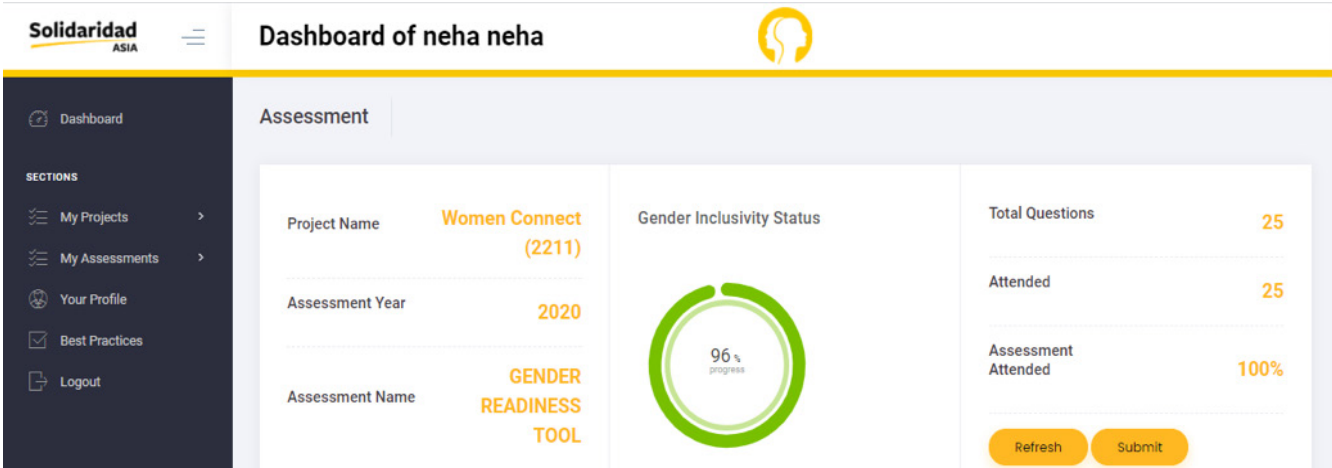 Solidaridad
ASIA
Dashboard of neha neha
Dashboard
SECTIONS
My Projects
My Assessments
Your Profile
Best Practices
Logout
Assessment
Project Name
Women Connect
(2211)
Assessment Year
2020
Assessment Name
GENDER
READINESS
TOOL
Gender Inclusivity Status
96 %
progress
Total Questions
25
Attended
25
Assessment
Attended
100%
Refresh
Submit